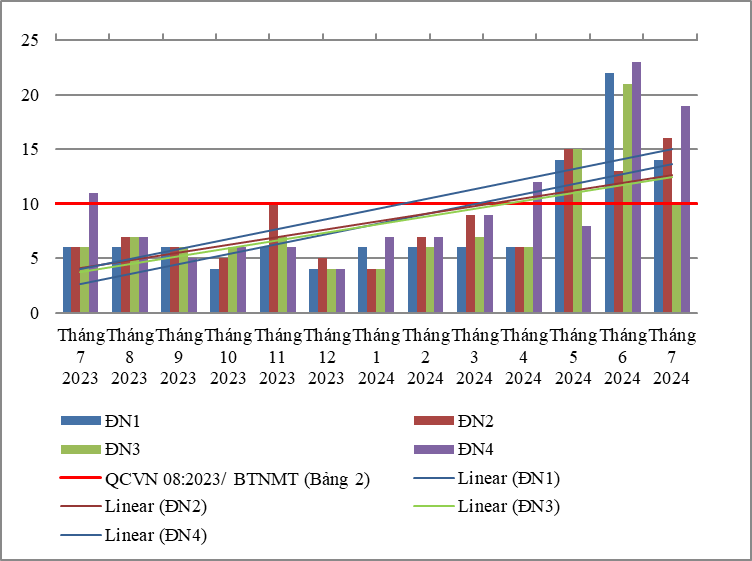 25
20
15
10
5
0
Tháng 7 2023
Tháng 8 2023
Tháng 9 2023
Tháng 10 2023
Tháng 11 2023
Tháng 12 2023
Tháng 1 2024
Tháng 2 2024
Tháng 3 2024
Tháng 4 2024
Tháng 5 2024
Tháng 6 2024
Tháng 7 2024
ĐN1
ĐN2
ĐN3
ĐN4
QCVN 08:2023/ BTNMT (Bảng 2)
Linear (ĐN1)
Linear (ĐN2)
Linear (ĐN3)
Linear (ĐN4)